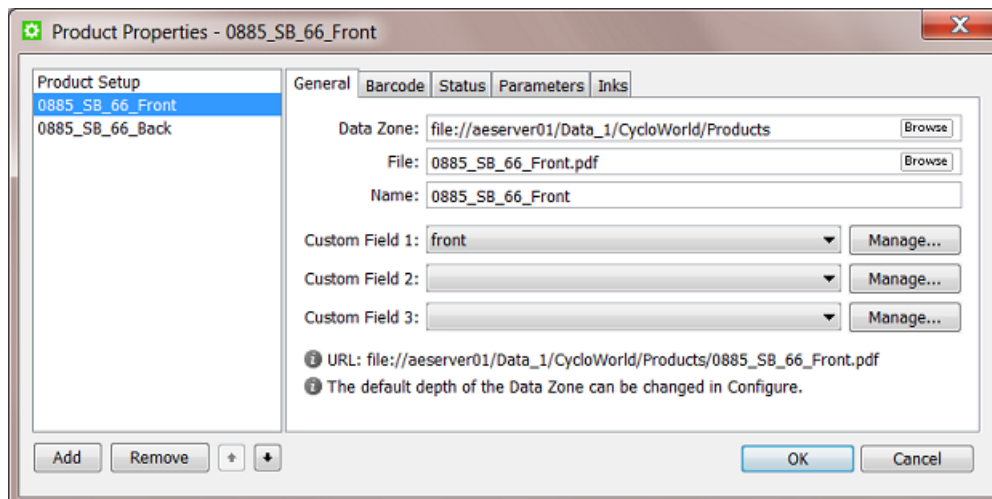 Product Properties - 0885_SB_66_Front
X
Product Setup
0885_SB_66_Front
0885_SB_66_Back
General Barcode Status Parameters Inks
Data Zone: file://aeserver01/Data_1/CycloWorld/Products Browse
File: 0885_SB_66_Front.pdf Browse
Name: 0885_SB_66_Front
Custom Field 1: front Manage...
Custom Field 2: Manage...
Custom Field 3: Manage...
URL: file://aeserver01/Data_1/CycloWorld/Products/0885_SB_66_Front.pdf
The default depth of the Data Zone can be changed in Configure.
Add Remove OK Cancel